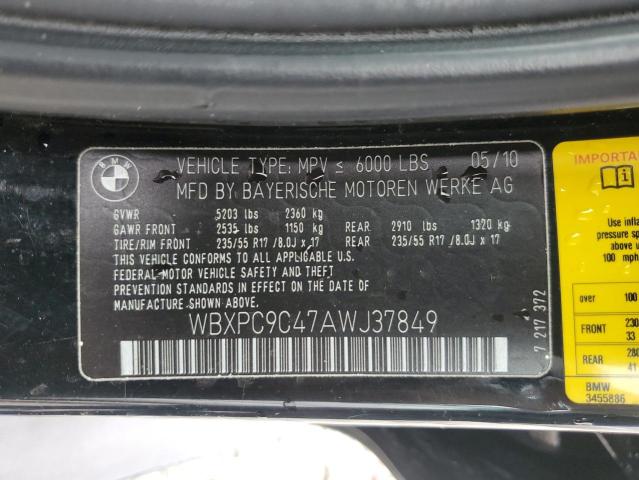 BMW
VEHICLE TYPE: MPV ≤ 6000 LBS 05/10
MFD BY: BAYERISCHE MOTOREN WERKE AG
GVWR 5203 lbs 2360 kg
GAWR FRONT 2535 lbs 1150 kg REAR 2910 lbs 1320 kg
TIRE/RIM FRONT 235/55 R17 /8.0J x 17 REAR 235/55 R17 /8.0J x 17
THIS VEHICLE CONFORMS TO ALL APPLICABLE U.S.
FEDERAL MOTOR VEHICLE SAFETY AND THEFT
PREVENTION STANDARDS IN EFFECT ON THE DATE OF
MANUFACTURE SHOWN ABOVE.
WBXPC9C47AWJ37849
7 217 372
IMPORTA
Use infl
pressure sp
above u
100 mph
over 100
FRONT 230
33
REAR 280
41
BMW
3455886